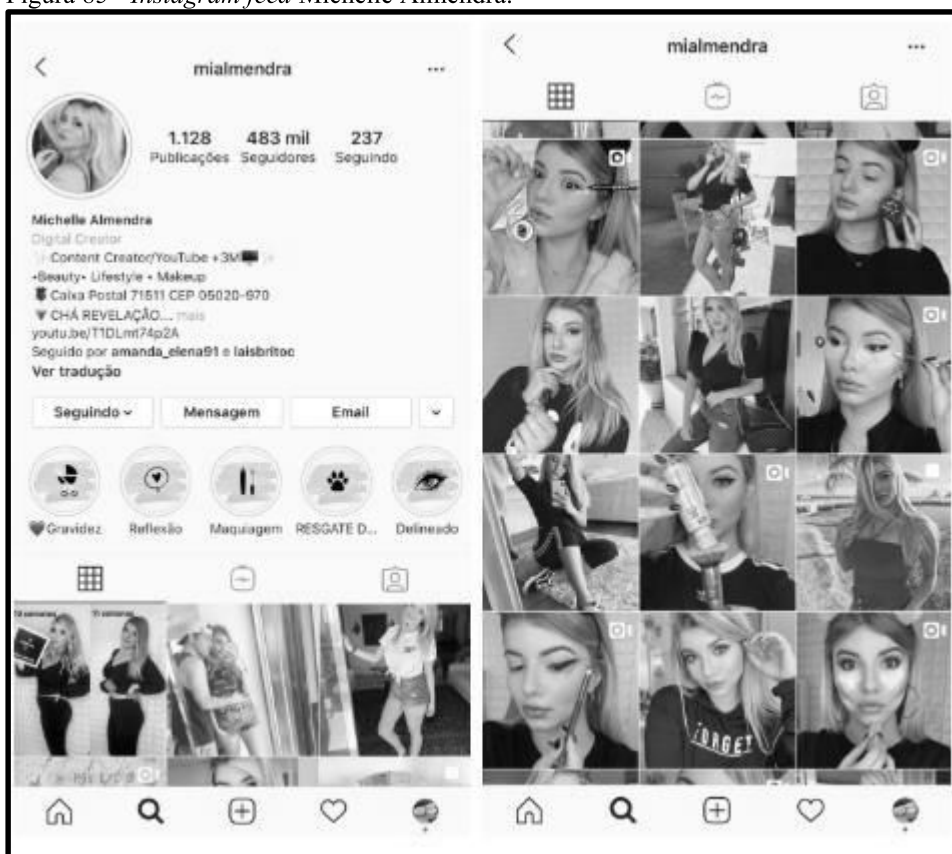 Figura 85 - Instagram feed Michelle Almendra.
mialmendra
1.128 483 mil 237
Publicações Seguidores Seguindo
Michelle Almendra
Digital Creator
Content Creator/YouTube +3M
•Beauty• Lifestyle • Makeup
Caixa Postal 71511 CEP 05020-970
CHÁ REVELAÇÃO... mais
youtu.be/T1DLmt74p2A
Seguido por amanda_elena91 e laisbritoc
Ver tradução
Seguindo Mensagem Email
Gravidez Reflexão Maquiagem RESGATE D... Delineado
semanas semanas
mialmendra
FORGET